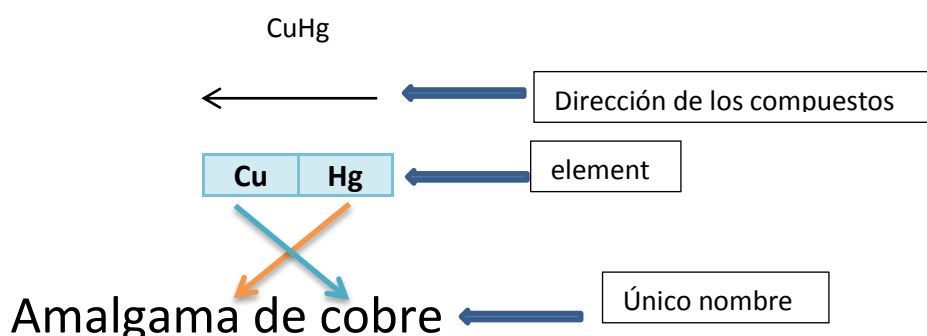 CuHg
Dirección de los compuestos
Cu Hg
element
Amalgama de cobre
Único nombre